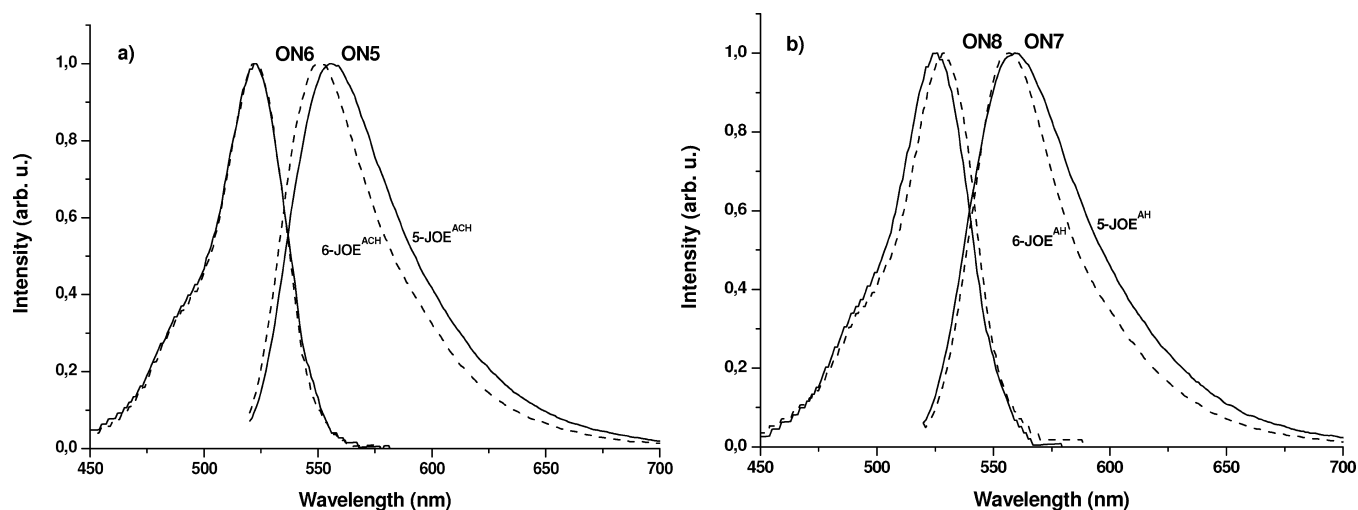 a)
ON6 ON5
1,0
0,8
0,6
0,4
0,2
0,0
Intensity (arb. u.)
6-JOE^ACH
5-JOE^ACH
450 500 550 600 650 700
Wavelength (nm)
b)
ON8 ON7
1,0
0,8
0,6
0,4
0,2
0,0
Intensity (arb. u.)
6-JOE^AH
5-JOE^AH
450 500 550 600 650 700
Wavelength (nm)